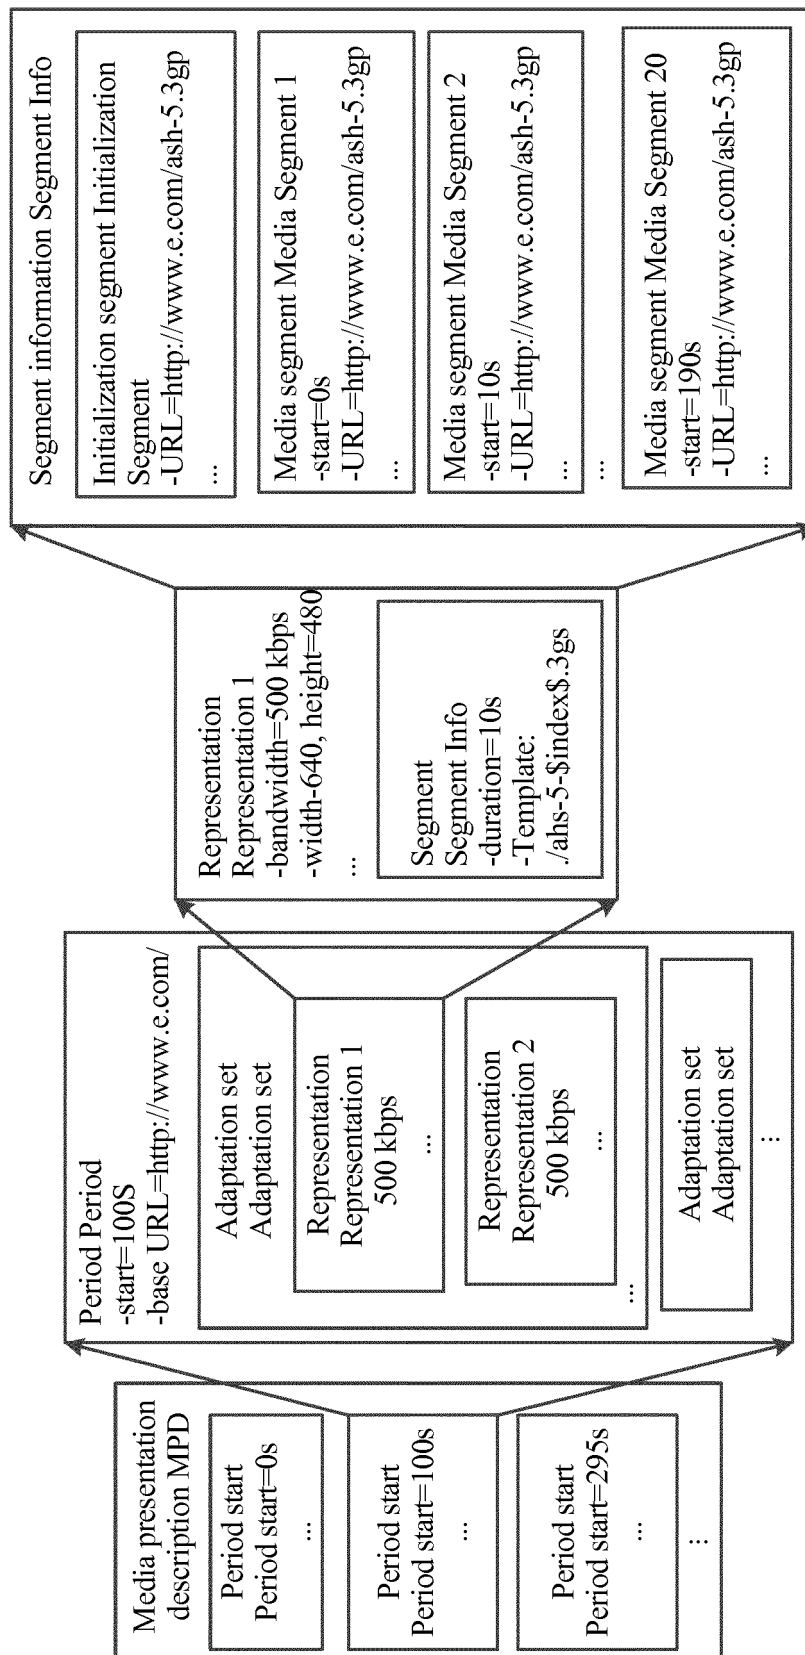 Media presentation
description MPD
Period start
Period start=0s
...
Period start
Period start=100s
...
Period start
Period start=295s
...
...
Period Period
-start=100S
-base URL=http://www.e.com/
Adaptation set
Adaptation set
Representation
Representation 1
500 kbps
...
Representation
Representation 2
500 kbps
...
...
Adaptation set
Adaptation set
...
Representation
Representation 1
-bandwidth=500 kbps
-width-640, height=480
...
Segment
Segment Info
-duration=10s
-Template:
./ahs-5-$index$.3gs
Segment information Segment Info
Initialization segment Initialization
Segment
-URL=http://www.e.com/ash-5.3gp
...
Media segment Media Segment 1
-start=0s
-URL=http://www.e.com/ash-5.3gp
...
Media segment Media Segment 2
-start=10s
-URL=http://www.e.com/ash-5.3gp
...
...
Media segment Media Segment 20
-start=190s
-URL=http://www.e.com/ash-5.3gp
...